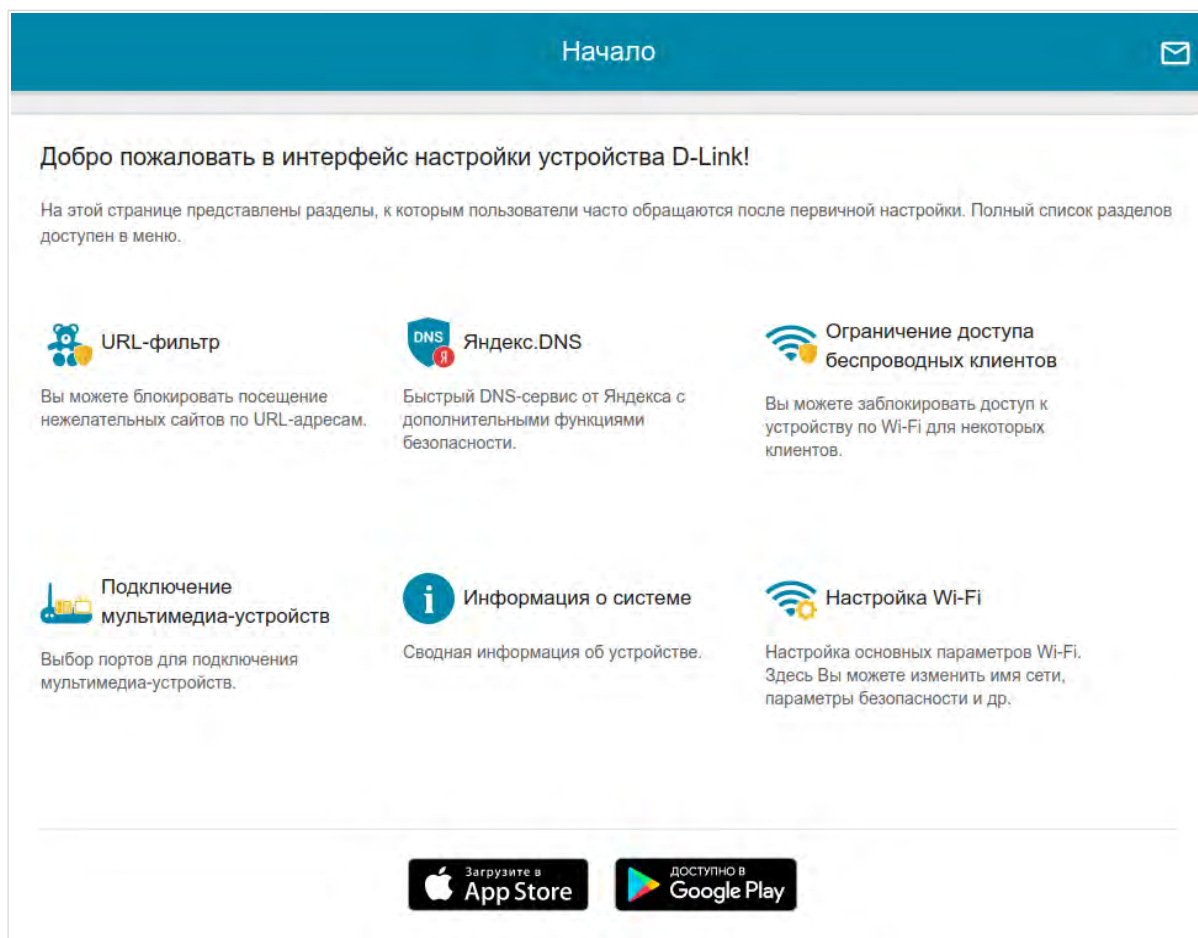 Начало
Добро пожаловать в интерфейс настройки устройства D-Link!
На этой странице представлены разделы, к которым пользователи часто обращаются после первичной настройки. Полный список разделов
доступен в меню.
URL-фильтр
Вы можете блокировать посещение
нежелательных сайтов по URL-адресам.
DNS
Я
Яндекс.DNS
Быстрый DNS-сервис от Яндекса с
дополнительными функциями
безопасности.
Ограничение доступа
беспроводных клиентов
Вы можете заблокировать доступ к
устройству по Wi-Fi для некоторых
клиентов.
Подключение
мультимедиа-устройств
Выбор портов для подключения
мультимедиа-устройств.
i
Информация о системе
Сводная информация об устройстве.
Настройка Wi-Fi
Настройка основных параметров Wi-Fi.
Здесь Вы можете изменить имя сети,
параметры безопасности и др.
Загрузите в
App Store
ДОСТУПНО В
Google Play